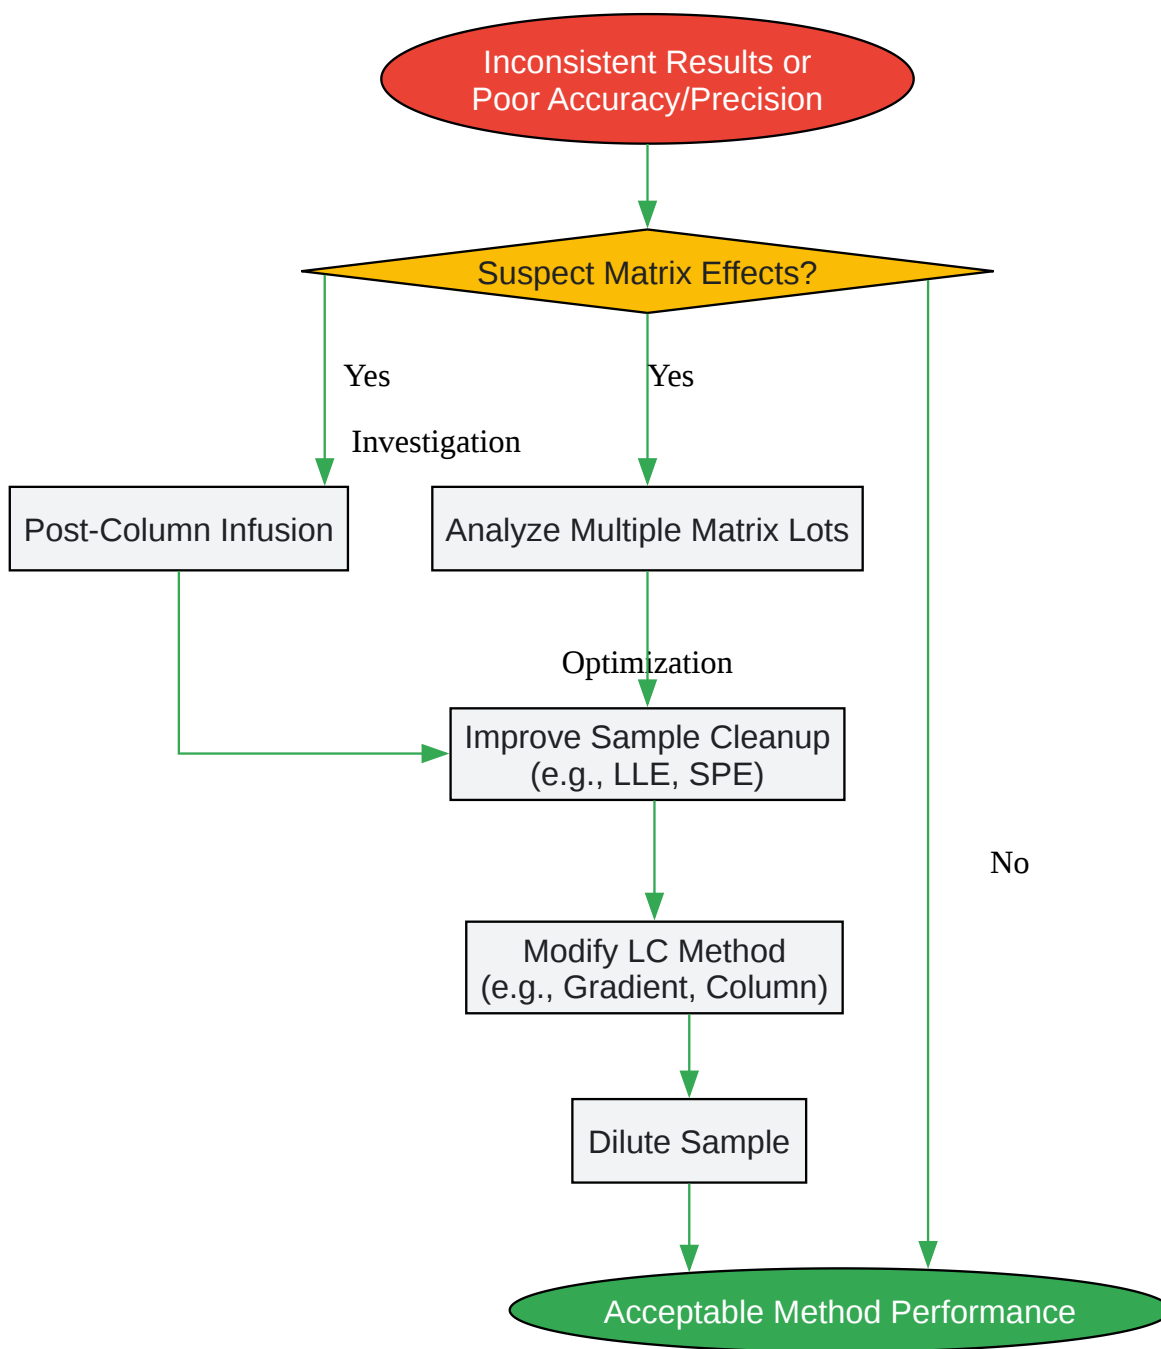 Inconsistent Results or
Poor Accuracy/Precision
Suspect Matrix Effects?
Yes
Yes
Investigation
Post-Column Infusion
Analyze Multiple Matrix Lots
Optimization
Improve Sample Cleanup
(e.g., LLE, SPE)
No
Modify LC Method
(e.g., Gradient, Column)
Dilute Sample
Acceptable Method Performance